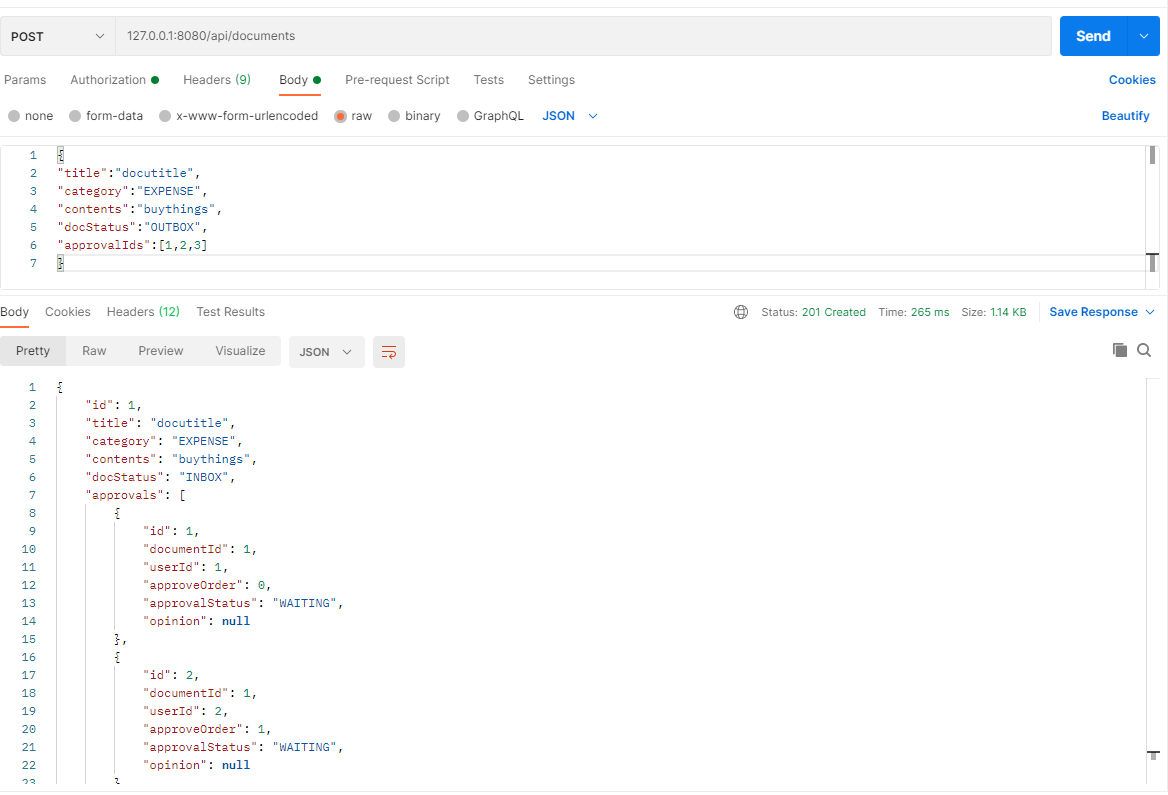 POST 127.0.0.1:8080/api/documents Send
Params Authorization Headers (9) Body Pre-request Script Tests Settings Cookies
none form-data x-www-form-urlencoded raw binary GraphQL JSON Beautify
1 {
2 "title":"docutitle",
3 "category":"EXPENSE",
4 "contents":"buythings",
5 "docStatus":"OUTBOX",
6 "approvalIds":[1,2,3]
7 }
Body Cookies Headers (12) Test Results Status: 201 Created Time: 265 ms Size: 1.14 KB Save Response
Pretty Raw Preview Visualize JSON
1 {
2 "id": 1,
3 "title": "docutitle",
4 "category": "EXPENSE",
5 "contents": "buythings",
6 "docStatus": "INBOX",
7 "approvals": [
8 {
9 "id": 1,
10 "documentId": 1,
11 "userId": 1,
12 "approveOrder": 0,
13 "approvalStatus": "WAITING",
14 "opinion": null
15 },
16 {
17 "id": 2,
18 "documentId": 1,
19 "userId": 2,
20 "approveOrder": 1,
21 "approvalStatus": "WAITING",
22 "opinion": null
23 }